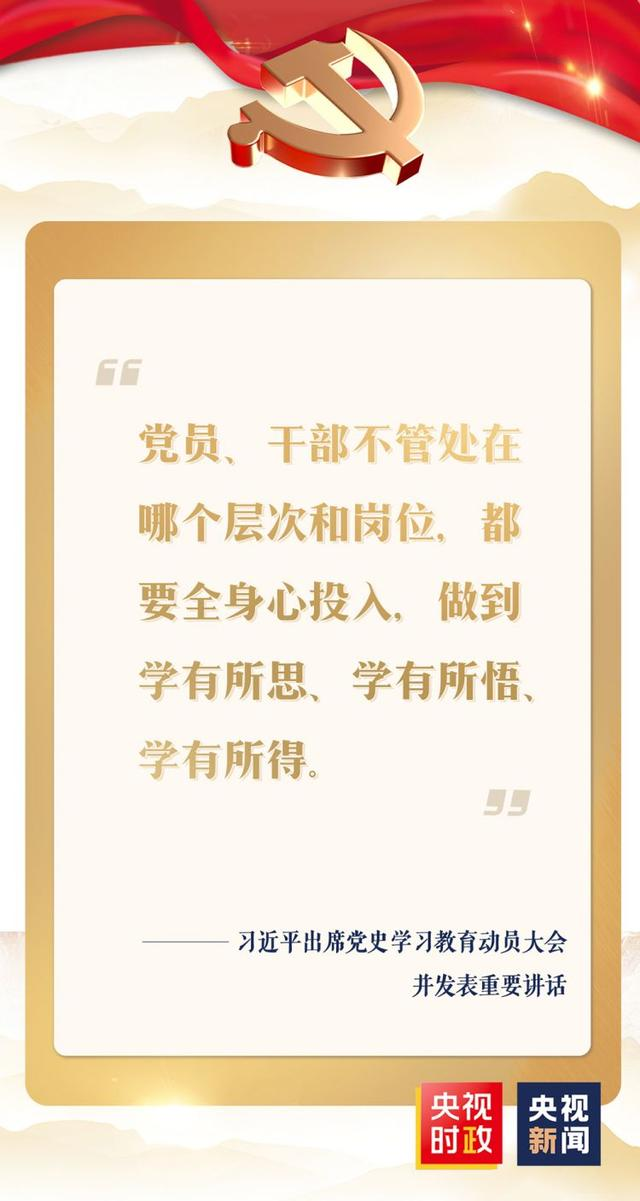 “
党员、干部不管处在
哪个层次和岗位，都
要全身心投入，做到
学有所思、学有所悟、
学有所得。
”
——习近平出席党史学习教育动员大会
并发表重要讲话
央视
时政
央视
新闻